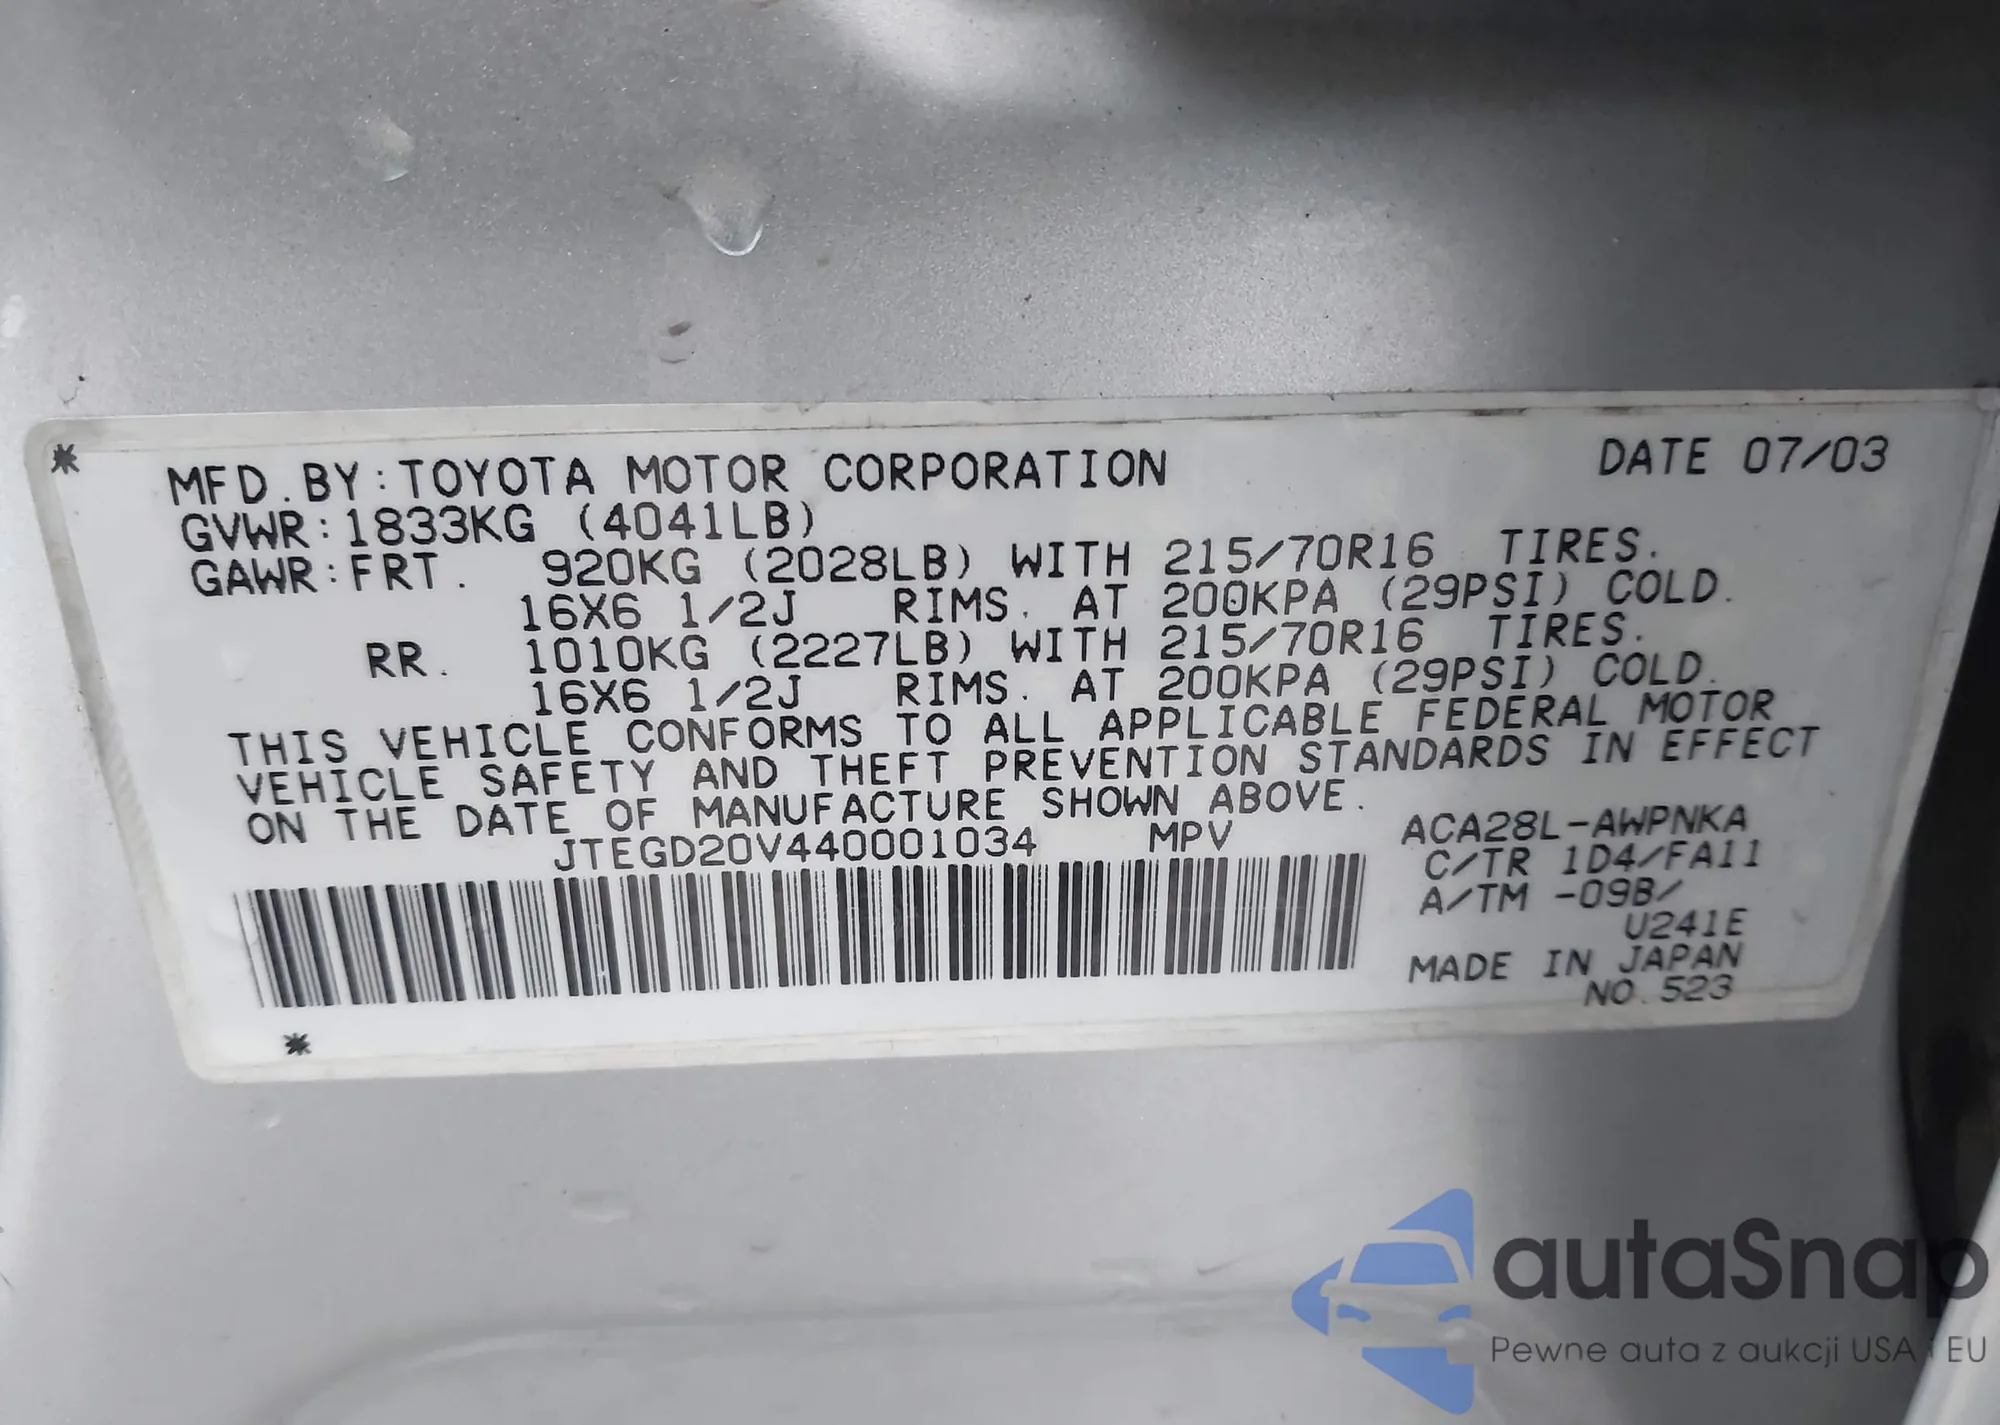 MFD.BY:TOYOTA MOTOR CORPORATION DATE 07/03
GVWR:1833KG (4041LB)
GAWR:FRT. 920KG (2028LB) WITH 215/70R16 TIRES.
16X6 1/2J RIMS. AT 200KPA (29PSI) COLD.
RR. 1010KG (2227LB) WITH 215/70R16 TIRES.
16X6 1/2J RIMS. AT 200KPA (29PSI) COLD.
THIS VEHICLE CONFORMS TO ALL APPLICABLE FEDERAL MOTOR
VEHICLE SAFETY AND THEFT PREVENTION STANDARDS IN EFFECT
ON THE DATE OF MANUFACTURE SHOWN ABOVE.
JTEGD20V440001034 MPV
ACA28L-AWPNKA
C/TR 1D4/FA11
A/TM -09B/
U241E
MADE IN JAPAN
NO.523
autaSnap
Pewne auta z aukcji USA i EU